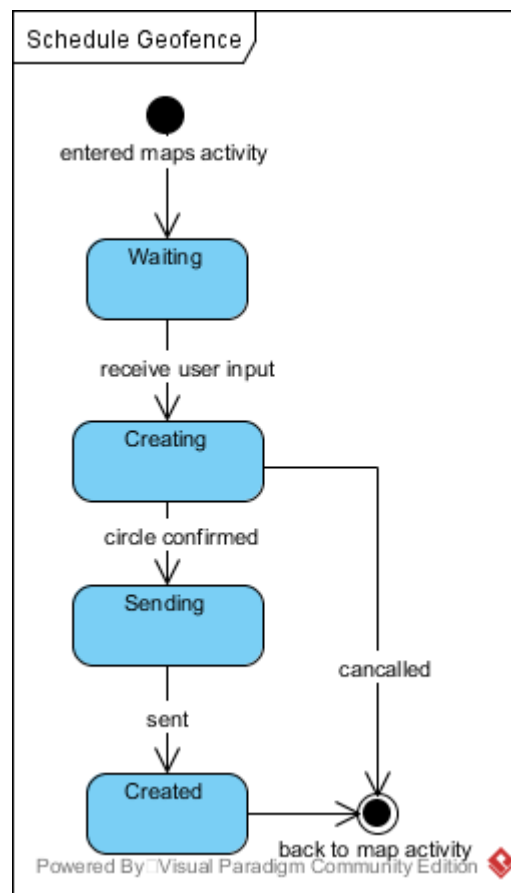 Schedule Geofence
entered maps activity
Waiting
receive user input
Creating
circle confirmed
Sending
cancalled
sent
Created
back to map activity
Powered By Visual Paradigm Community Edition